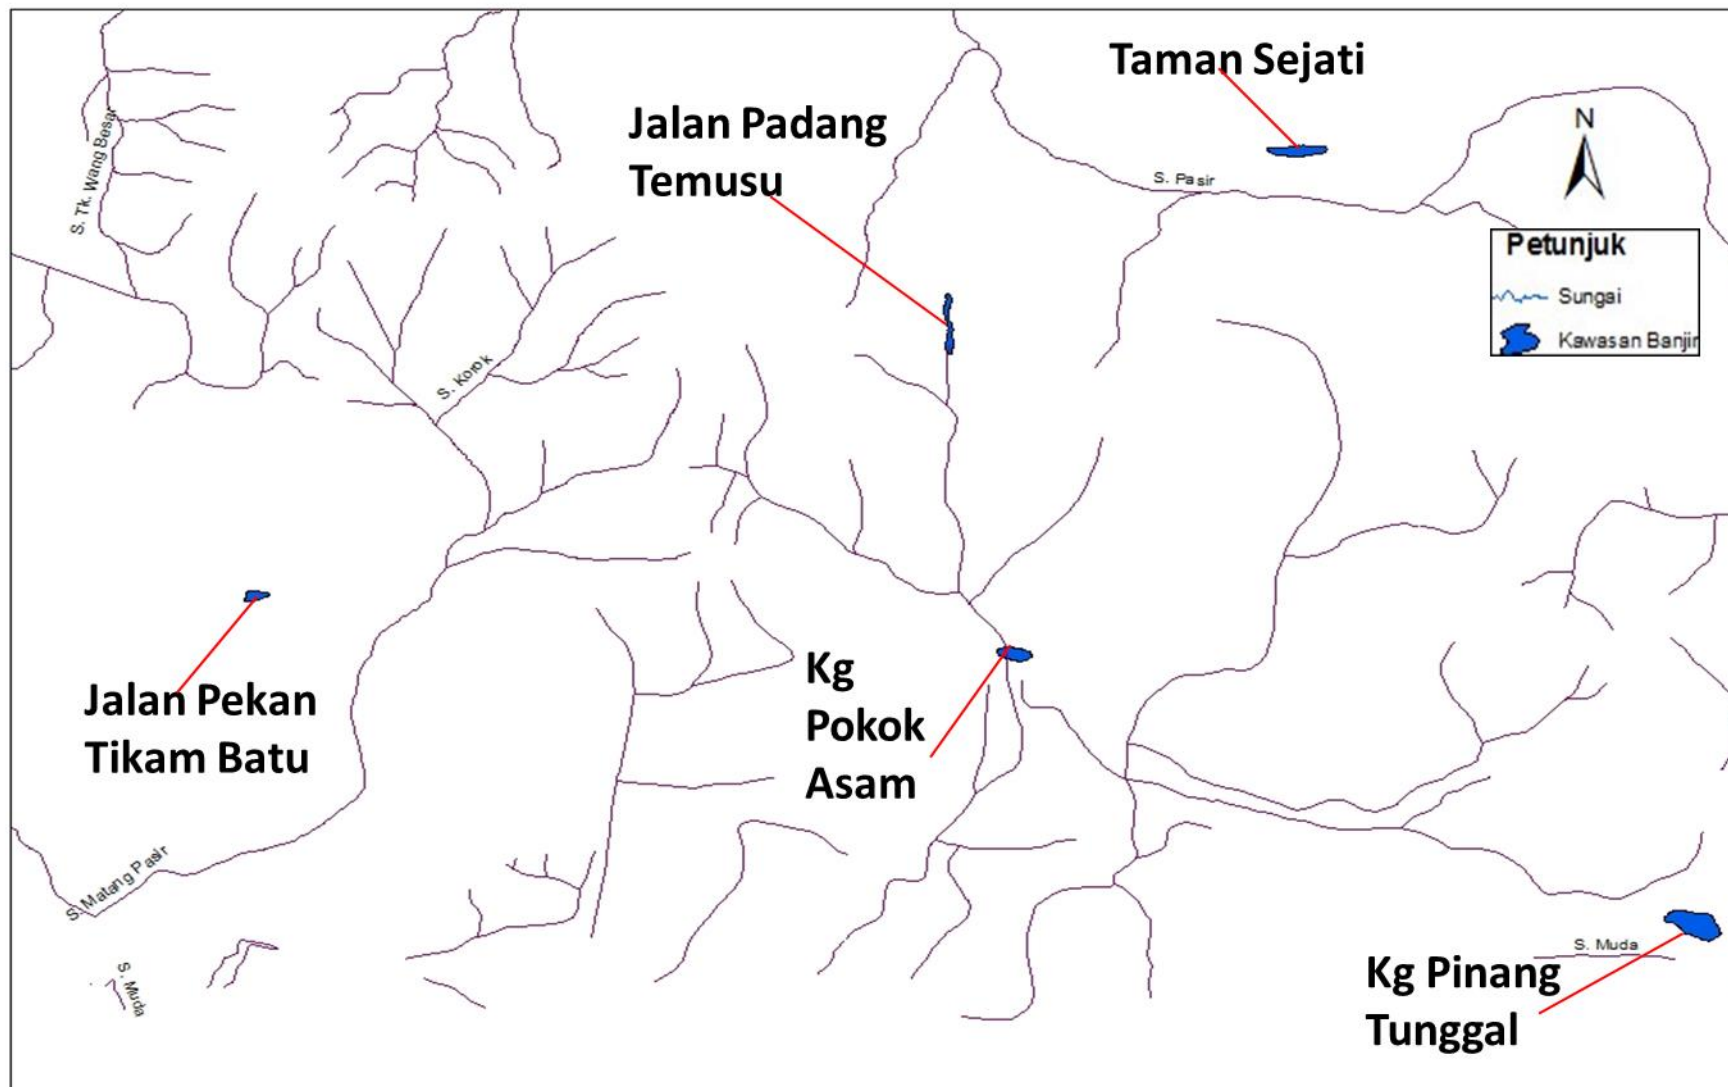 Taman Sejati
Jalan Padang
Temusu
S. Tk. Wang Besar
S. Pasir
N
Petunjuk
Sungai
Kawasan Banjir
S. Korok
Jalan Pekan
Tikam Batu
Kg
Pokok
Asam
S. Matang Pasir
S. Muda
S. Muda
Kg Pinang
Tunggal